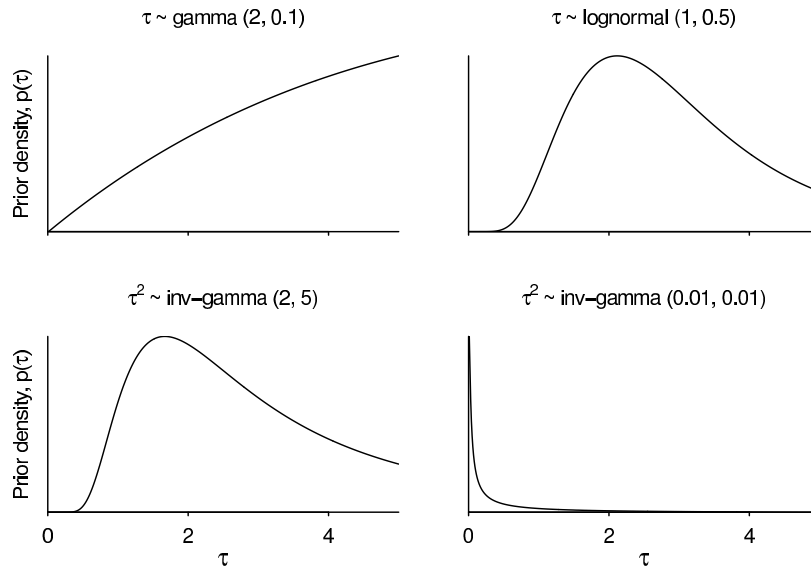 τ ~ gamma (2, 0.1)
τ ~ lognormal (1, 0.5)
Prior density, p(τ)
τ² ~ inv−gamma (2, 5)
τ² ~ inv−gamma (0.01, 0.01)
Prior density, p(τ)
0 2 4
0 2 4
τ
τ